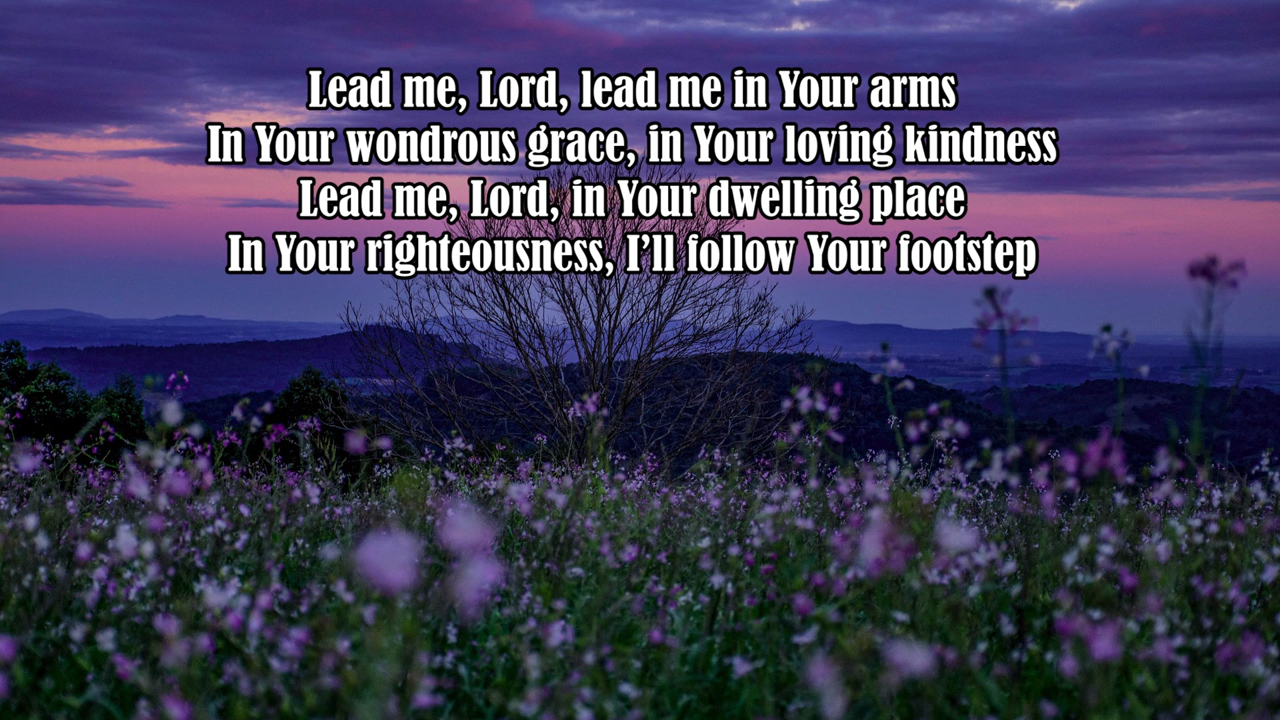 Lead me, Lord, lead me in Your arms
In Your wondrous grace, in Your loving kindness
Lead me, Lord, in Your dwelling place
In Your righteousness, I’ll follow Your footstep